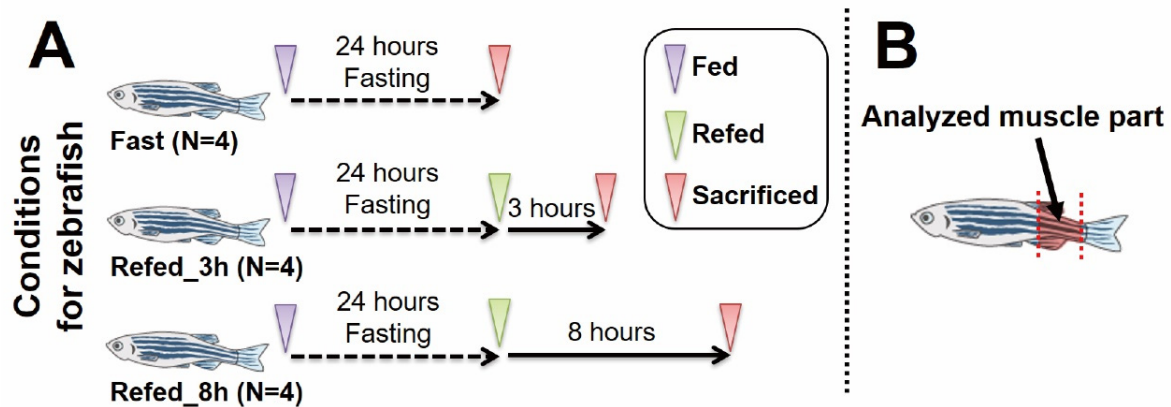 A
Conditions
for zebrafish
24 hours
Fasting
Fast (N=4)
24 hours
Fasting
3 hours
Refed_3h (N=4)
24 hours
Fasting
8 hours
Refed_8h (N=4)
Fed
Refed
Sacrificed
B
Analyzed muscle part